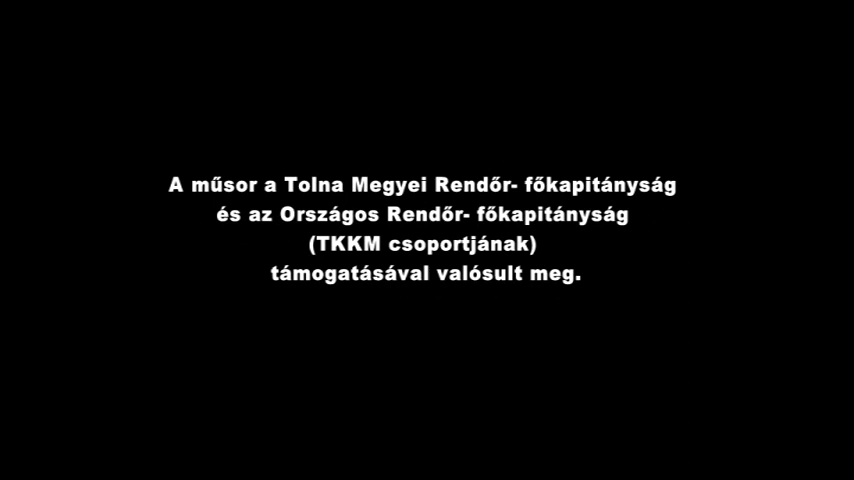 A műsor a Tolna Megyei Rendőr- főkapitányság
és az Országos Rendőr- főkapitányság
(TKKM csoportjának)
támogatásával valósult meg.